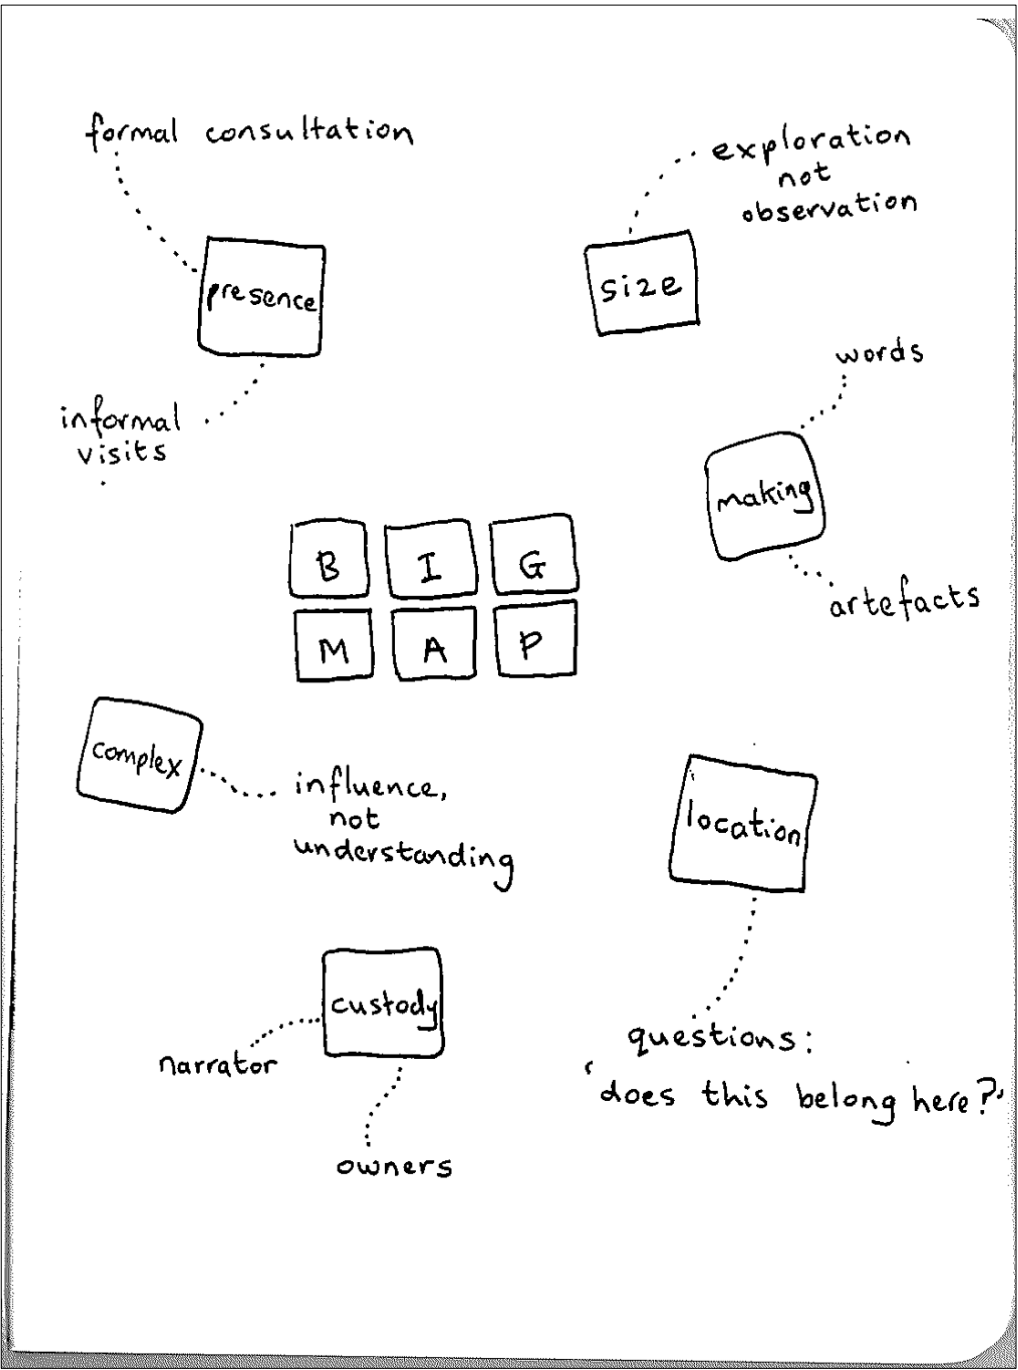 formal consultation
exploration
not
observation
presence
size
informal
visits
words
making
artefacts
B I G
M A P
complex
influence,
not
understanding
location
custody
narrator
owners
questions:
'does this belong here?'